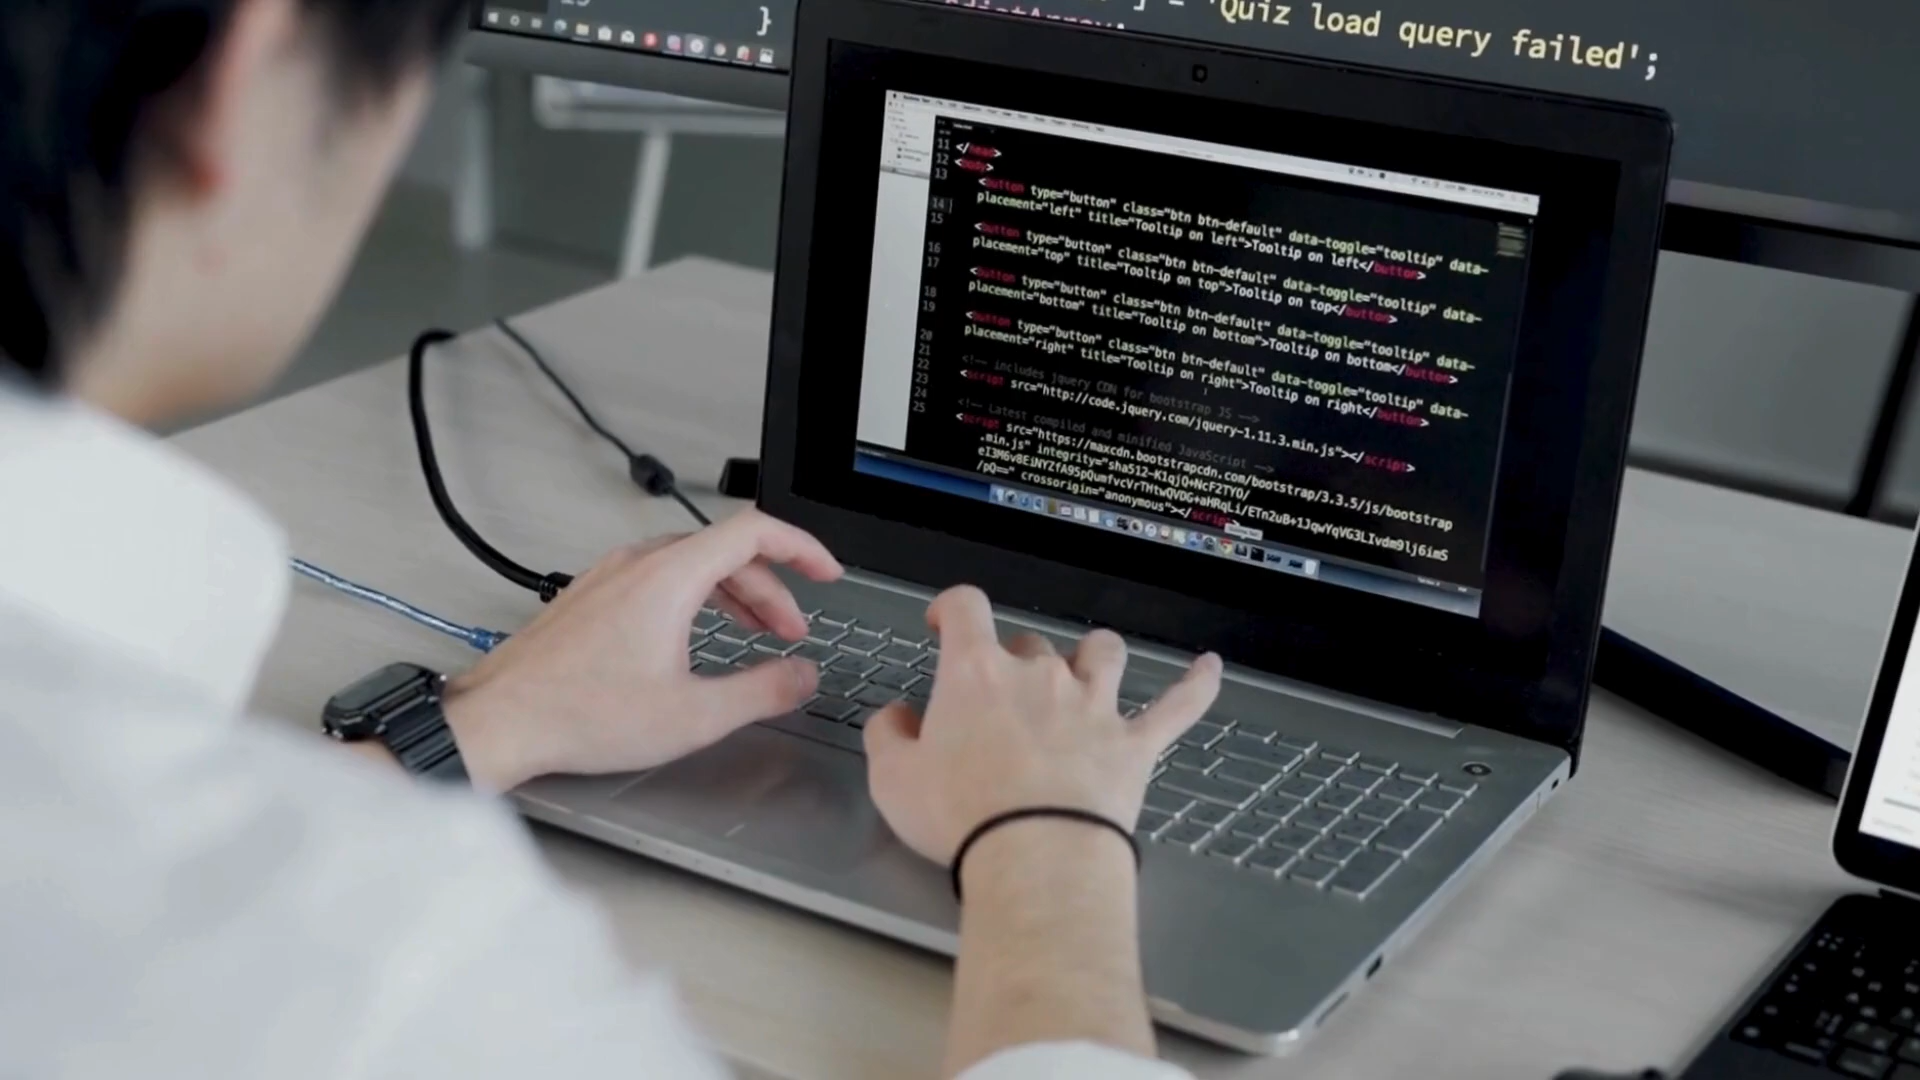 }
] = 'Quiz load query failed';
11 </head>
12 <body>
13 <button type="button" class="btn btn-default" data-toggle="tooltip" data-
placement="left" title="Tooltip on left">Tooltip on left</button>
14
15 <button type="button" class="btn btn-default" data-toggle="tooltip" data-
placement="top" title="Tooltip on top">Tooltip on top</button>
16
17 <button type="button" class="btn btn-default" data-toggle="tooltip" data-
placement="bottom" title="Tooltip on bottom">Tooltip on bottom</button>
18
19 <button type="button" class="btn btn-default" data-toggle="tooltip" data-
placement="right" title="Tooltip on right">Tooltip on right</button>
20
21 <!-- includes jquery CDN for bootstrap JS -->
22 <script src="http://code.jquery.com/jquery-1.11.3.min.js"></script>
23
24 <!-- Latest compiled and minified JavaScript -->
25 <script src="https://maxcdn.bootstrapcdn.com/bootstrap/3.3.5/js/bootstrap
.min.js" integrity="sha512-K1qjQ+NcF2TYO/
eI3M6v8EiNYZfA95pQumfvcVrTHtwQVDG+aHRqLi/ETn2uB+1JqwYqVG3LIvdm9lj6imS
/pQ==" crossorigin="anonymous"></script>